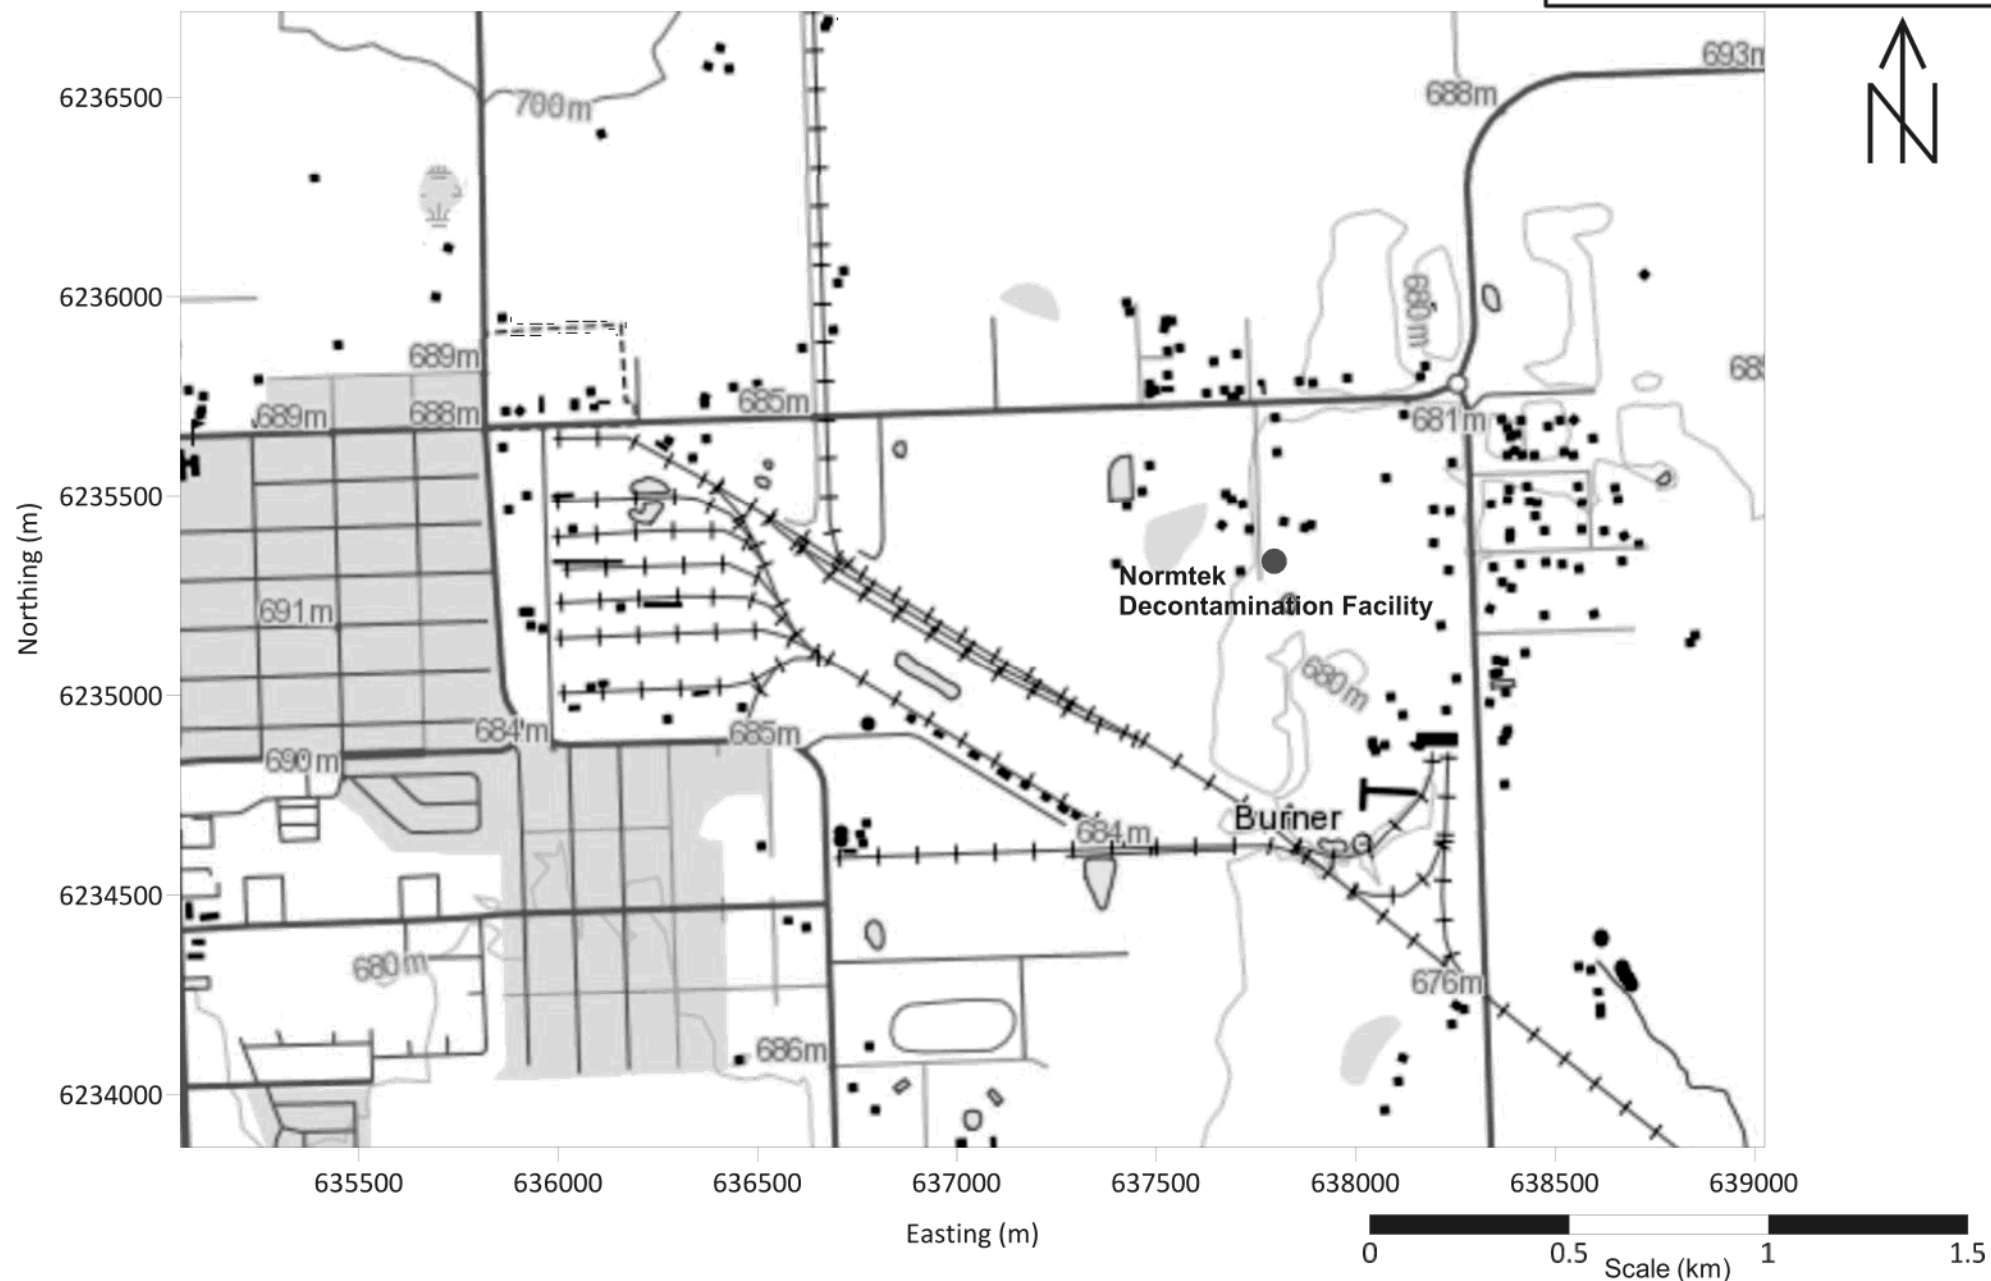 693m
688m
N
6236500
700m
6236000
680m
689m
685m
689m
688m
681m
6235500
Normtek
Decontamination Facility
691m
Northing (m)
6235000
680m
684m
685m
690m
Burner
684m
6234500
680m
676m
686m
6234000
635500
636000
636500
637000
637500
638000
638500
639000
Easting (m)
0
0.5
1
1.5
Scale (km)